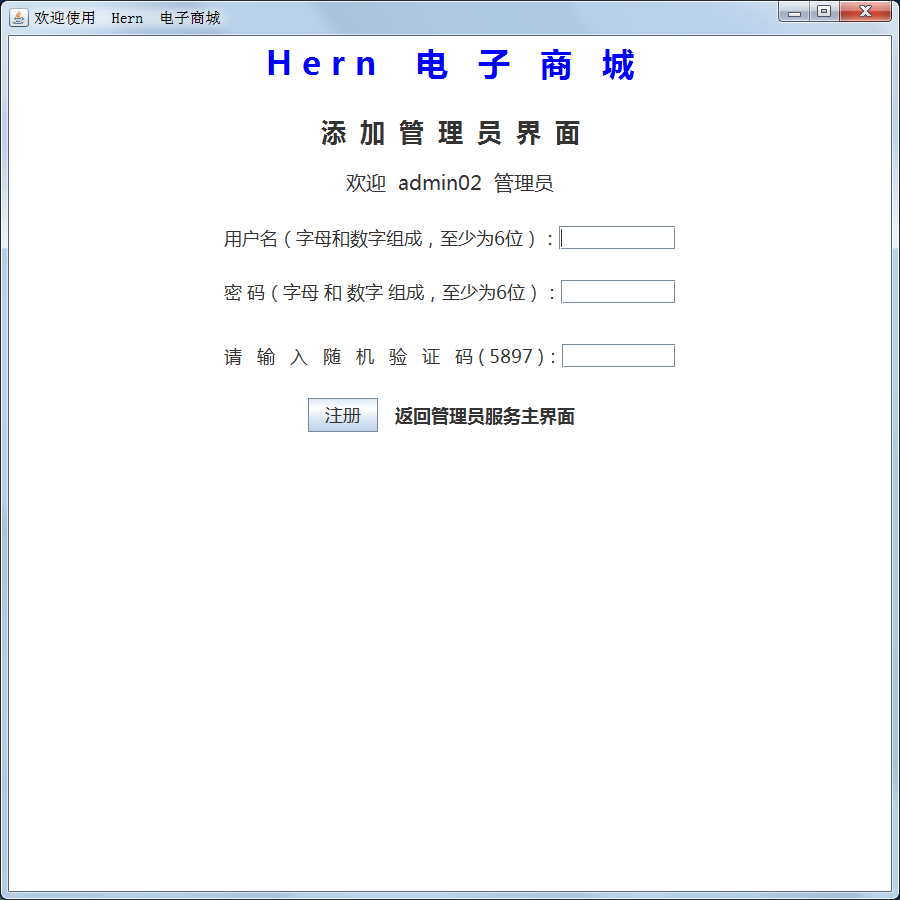 欢迎使用 Hern 电子商城
Hern 电 子 商 城
添 加 管 理 员 界 面
欢迎 admin02 管理员
用户名 ( 字母和数字组成 , 至少为6位 ) :
密 码 ( 字母 和 数字 组成 , 至少为6位 ) :
请 输 入 随 机 验 证 码 ( 5897 ) :
注册 返回管理员服务主界面